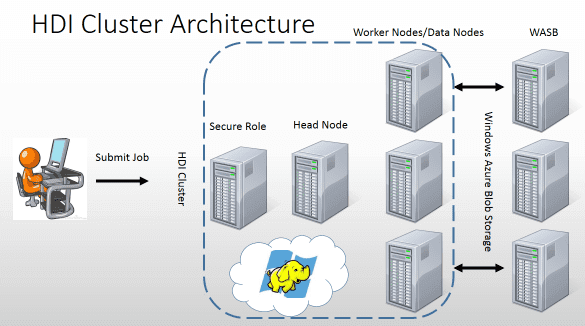 HDI Cluster Architecture
Worker Nodes/Data Nodes
WASB
Secure Role
Head Node
Submit Job
HDI Cluster
Windows Azure Blob Storage